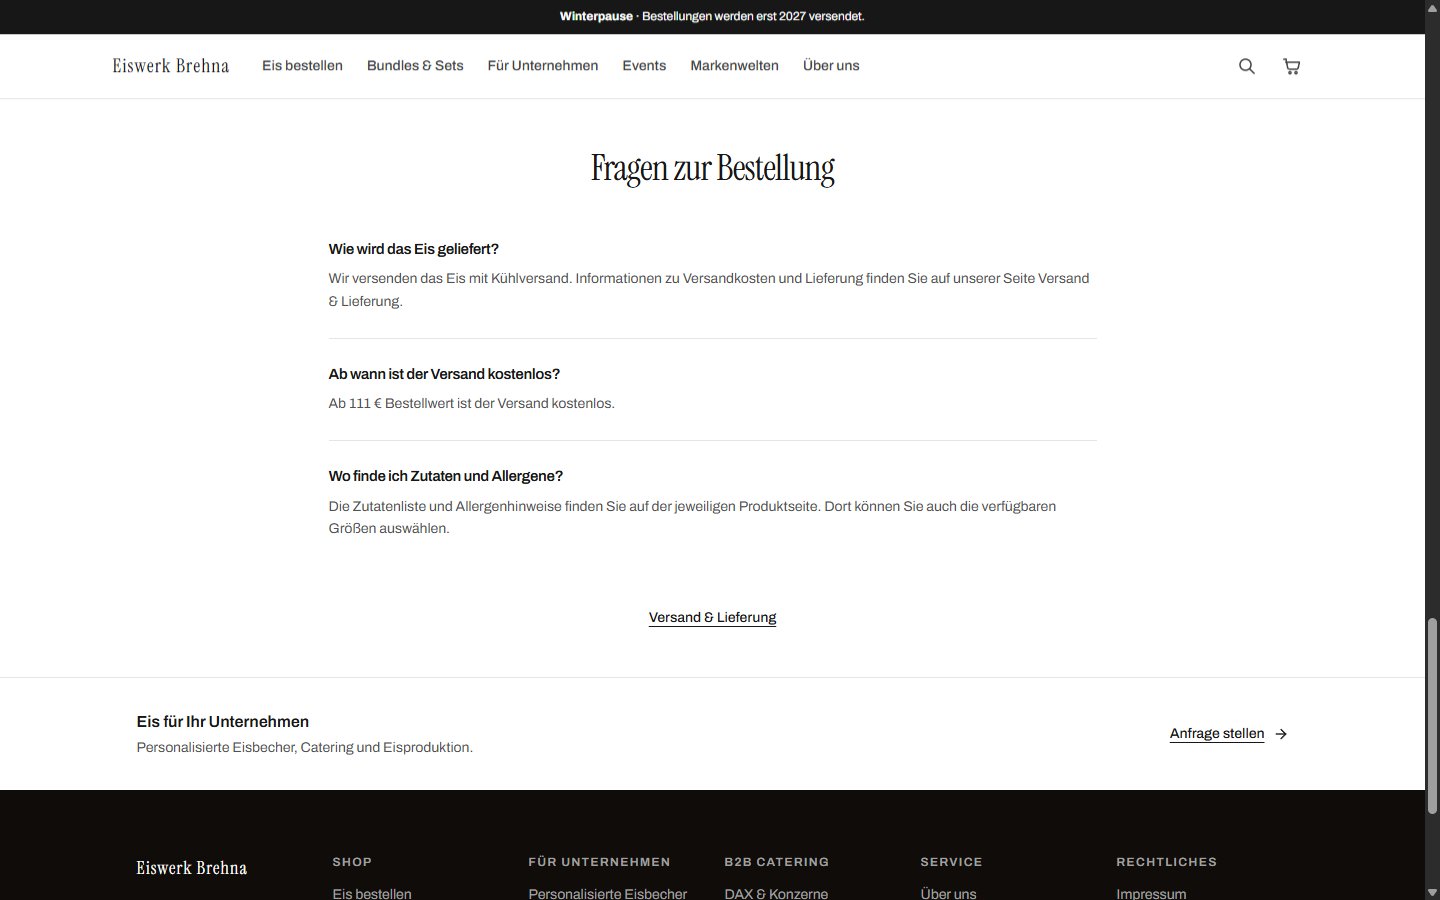 Winterpause · Bestellungen werden erst 2027 versendet.
Eiswerk Brehna
Eis bestellen
Bundles & Sets
Für Unternehmen
Events
Markenwelten
Über uns
Fragen zur Bestellung
Wie wird das Eis geliefert?
Wir versenden das Eis mit Kühlversand. Informationen zu Versandkosten und Lieferung finden Sie auf unserer Seite Versand
& Lieferung.
Ab wann ist der Versand kostenlos?
Ab 111 € Bestellwert ist der Versand kostenlos.
Wo finde ich Zutaten und Allergene?
Die Zutatenliste und Allergenhinweise finden Sie auf der jeweiligen Produktseite. Dort können Sie auch die verfügbaren
Größen auswählen.
Versand & Lieferung
Eis für Ihr Unternehmen
Personalisierte Eisbecher, Catering und Eisproduktion.
Anfrage stellen
Eiswerk Brehna
SHOP
Eis bestellen
FÜR UNTERNEHMEN
Personalisierte Eisbecher
B2B CATERING
DAX & Konzerne
SERVICE
Über uns
RECHTLICHES
Impressum